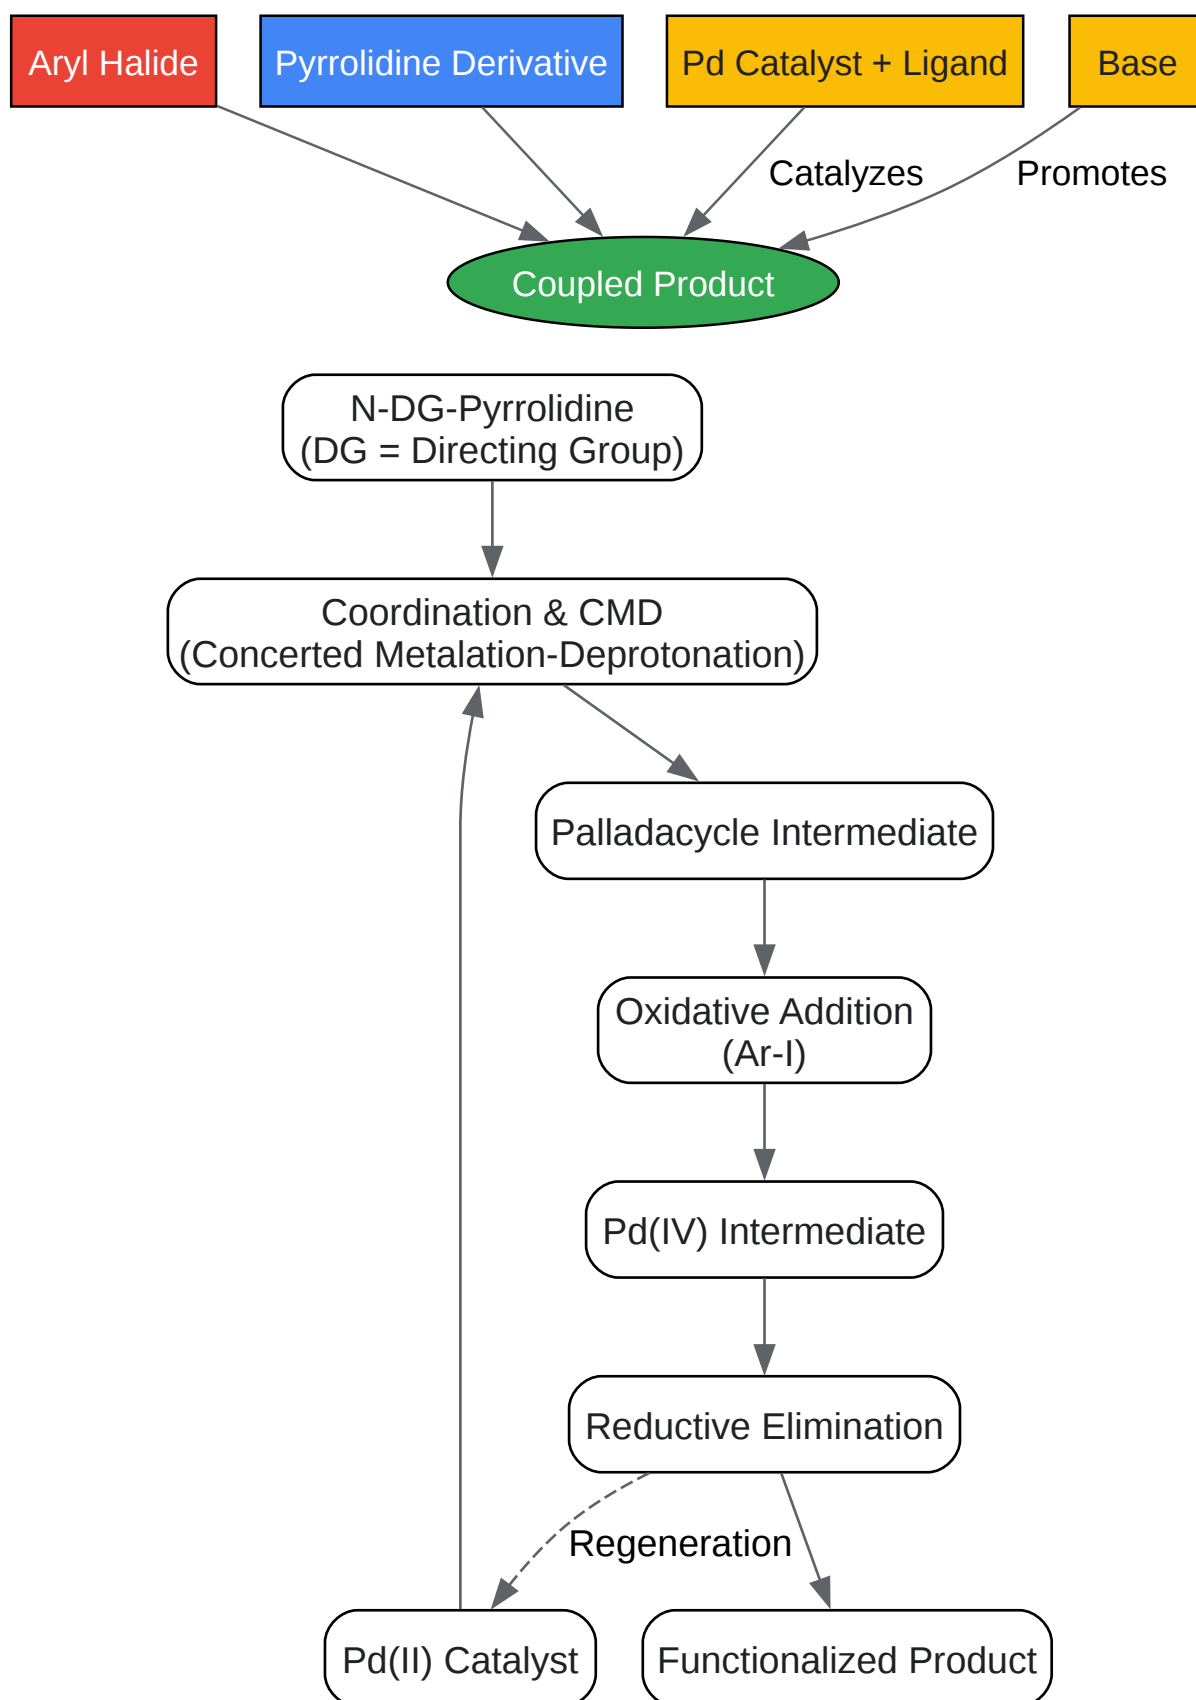 Aryl Halide
Pyrrolidine Derivative
Pd Catalyst + Ligand
Base
Catalyzes
Promotes
Coupled Product
N-DG-Pyrrolidine
(DG = Directing Group)
Coordination & CMD
(Concerted Metalation-Deprotonation)
Palladacycle Intermediate
Oxidative Addition
(Ar-I)
Pd(IV) Intermediate
Reductive Elimination
Regeneration
Pd(II) Catalyst
Functionalized Product